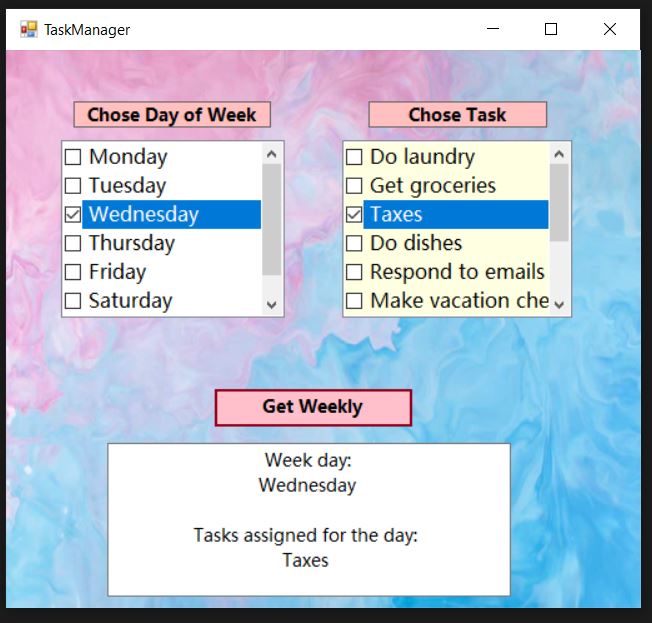 TaskManager
Chose Day of Week
Chose Task
Monday
Tuesday
Wednesday
Thursday
Friday
Saturday
Do laundry
Get groceries
Taxes
Do dishes
Respond to emails
Make vacation che
Get Weekly
Week day:
Wednesday
Tasks assigned for the day:
Taxes